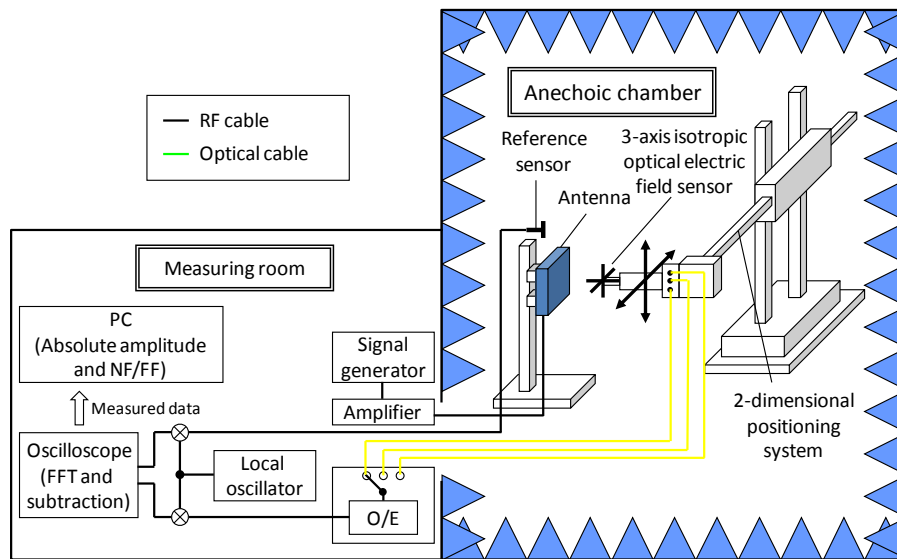 RF cable
Optical cable
Anechoic chamber
Reference
sensor
3-axis isotropic
optical electric
field sensor
Antenna
Measuring room
PC
(Absolute amplitude
and NF/FF)
Signal
generator
Measured data
Amplifier
2-dimensional
positioning
system
Oscilloscope
(FFT and
subtraction)
Local
oscillator
O/E